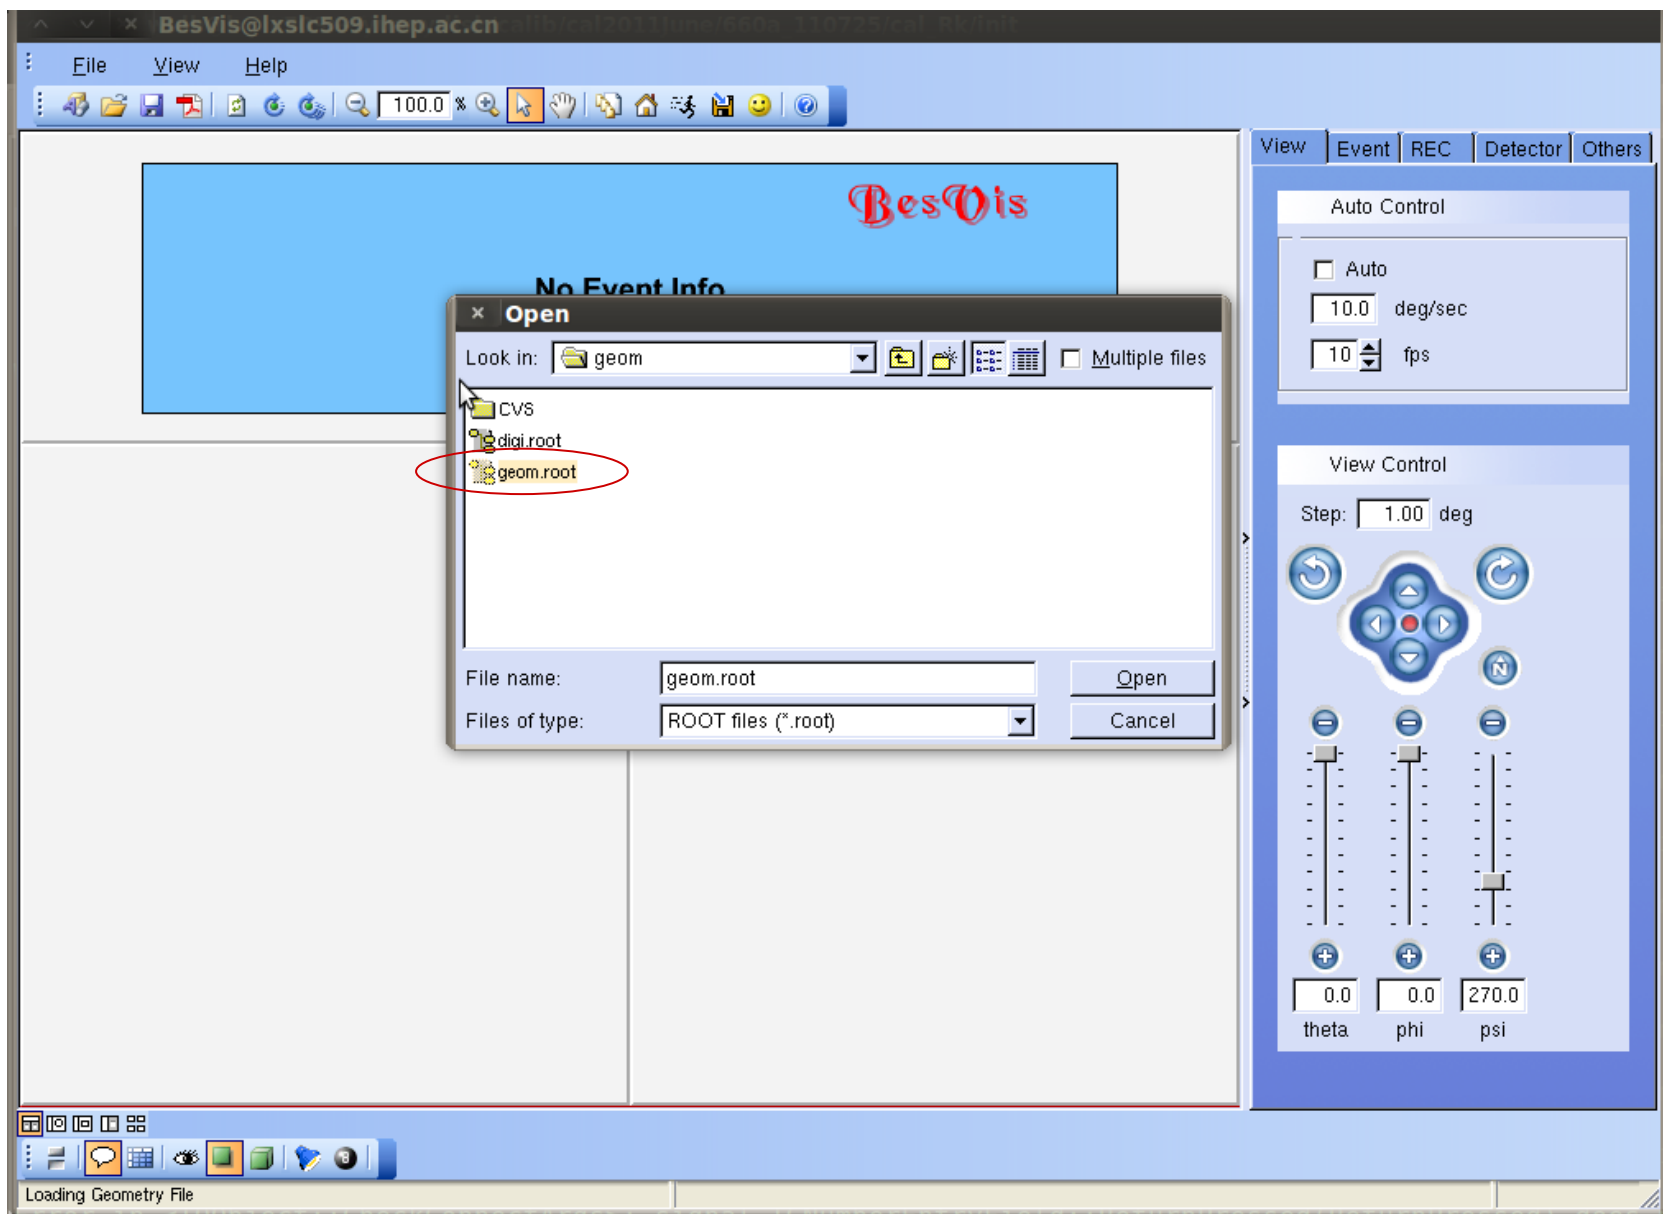 BesVis@lxslc509.ihep.ac.cn
File View Help
100.0 %
View Event REC Detector Others
BesVis
No Event Info
Auto Control
Auto
10.0 deg/sec
10 fps
Open
Look in: geom Multiple files
CVS
digi.root
geom.root
File name: geom.root Open
Files of type: ROOT files (*.root) Cancel
View Control
Step: 1.00 deg
N
0.0 0.0 270.0
theta phi psi
Loading Geometry File